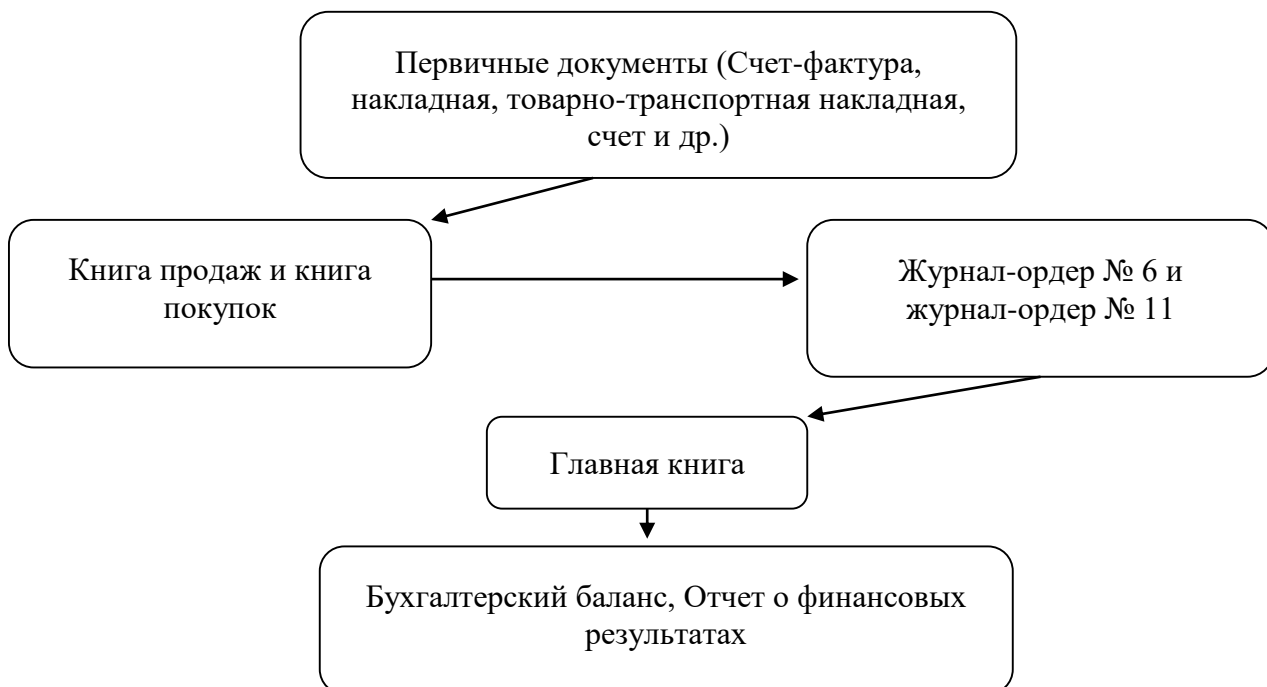 Первичные документы (Счет-фактура,
накладная, товарно-транспортная накладная,
счет и др.)
Книга продаж и книга
покупок
Журнал-ордер № 6 и
журнал-ордер № 11
Главная книга
Бухгалтерский баланс, Отчет о финансовых
результатах